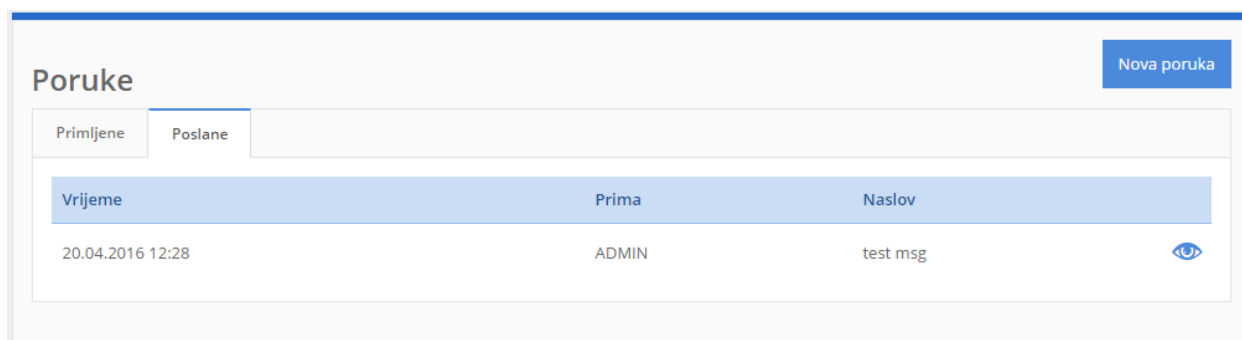 Nova poruka
Poruke
Primljene Poslane
Vrijeme Prima Naslov
20.04.2016 12:28 ADMIN test msg